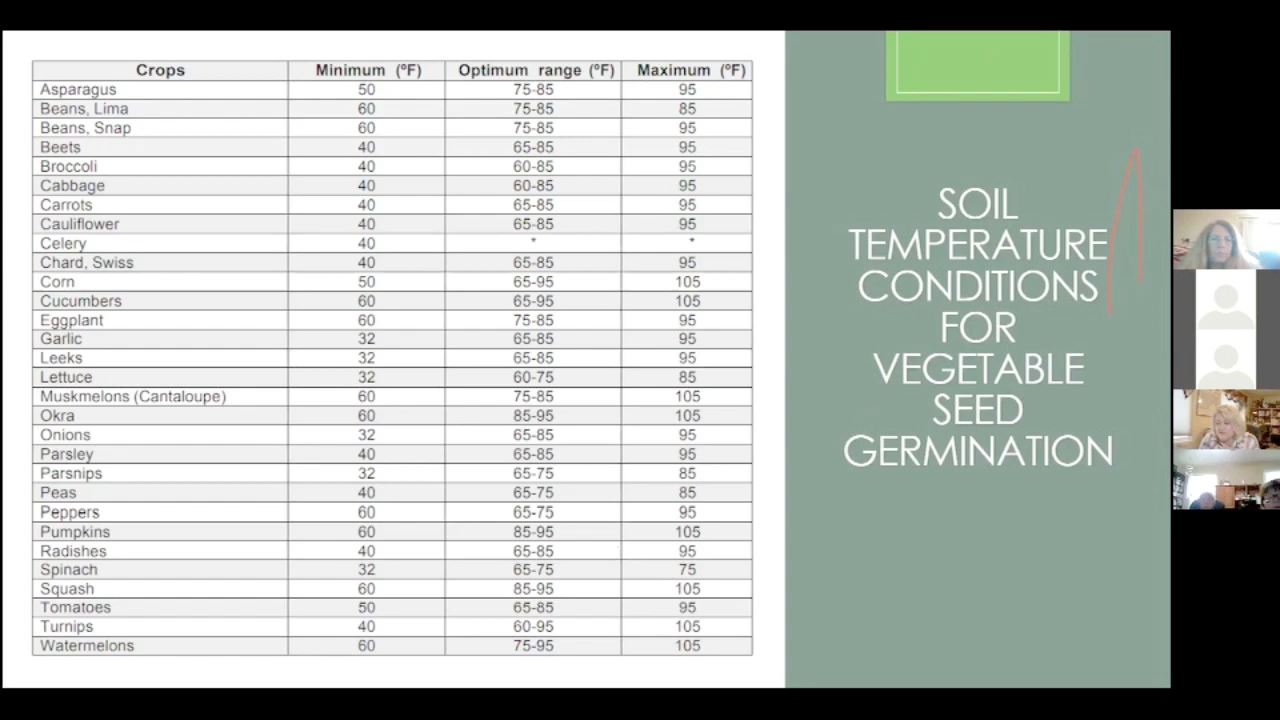 Crops Minimum (ºF) Optimum range (ºF) Maximum (ºF)
Asparagus 50 75-85 95
Beans, Lima 60 75-85 85
Beans, Snap 60 75-85 95
Beets 40 65-85 95
Broccoli 40 60-85 95
Cabbage 40 60-85 95
Carrots 40 65-85 95
Cauliflower 40 65-85 95
Celery 40 * *
Chard, Swiss 40 65-85 95
Corn 50 65-95 105
Cucumbers 60 65-95 105
Eggplant 60 75-85 95
Garlic 32 65-85 95
Leeks 32 65-85 95
Lettuce 32 60-75 85
Muskmelons (Cantaloupe) 60 75-85 105
Okra 60 85-95 105
Onions 32 65-85 95
Parsley 40 65-85 95
Parsnips 32 65-75 85
Peas 40 65-75 85
Peppers 60 65-75 95
Pumpkins 60 85-95 105
Radishes 40 65-85 95
Spinach 32 65-75 75
Squash 60 85-95 105
Tomatoes 50 65-85 95
Turnips 40 60-95 105
Watermelons 60 75-95 105
SOIL
TEMPERATURE
CONDITIONS
FOR
VEGETABLE
SEED
GERMINATION